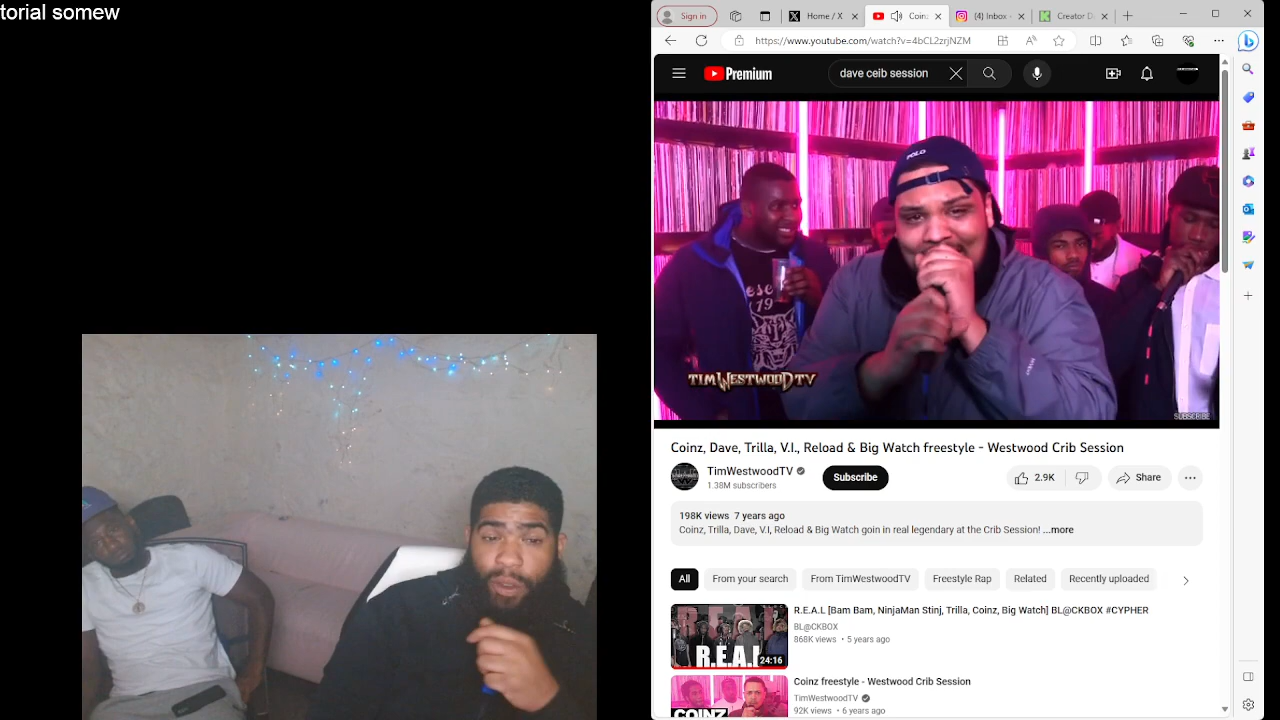 torial somew
Sign in
Home / X
Coinz
(4) Inbox
Creator D
https://www.youtube.com/watch?v=4bCL2zrjNZM
Premium
dave ceib session
POLO
19
TIMWESTWOODTV
SUBSCRIBE
Coinz, Dave, Trilla, V.I., Reload & Big Watch freestyle - Westwood Crib Session
TimWestwoodTV
1.38M subscribers
Subscribe
2.9K
Share
198K views 7 years ago
Coinz, Trilla, Dave, V.I, Reload & Big Watch goin in real legendary at the Crib Session! ...more
All
From your search
From TimWestwoodTV
Freestyle Rap
Related
Recently uploaded
R.E.A.L
24:16
R.E.A.L [Bam Bam, NinjaMan Stinj, Trilla, Coinz, Big Watch] BL@CKBOX #CYPHER
BL@CKBOX
868K views • 5 years ago
COINZ
Coinz freestyle - Westwood Crib Session
TimWestwoodTV
92K views • 6 years ago